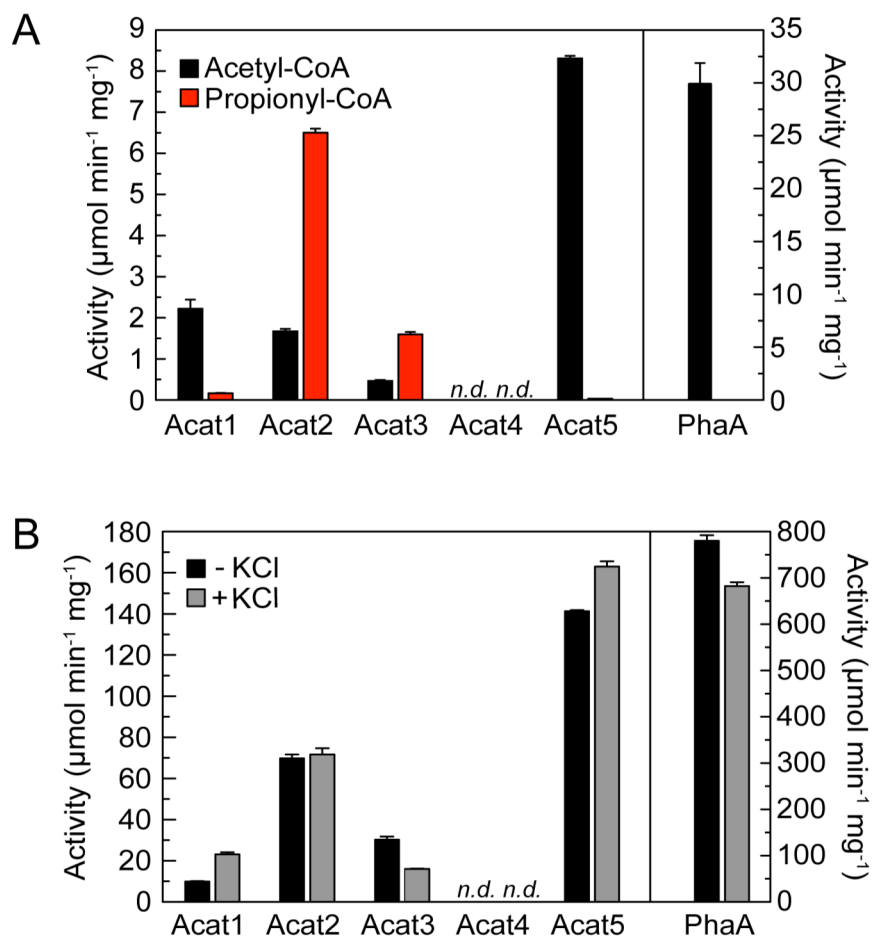 A
Activity (µmol min⁻¹ mg⁻¹)
9
8
7
6
5
4
3
2
1
0
Acetyl-CoA
Propionyl-CoA
n.d. n.d.
35
30
25
20
15
10
5
0
Activity (µmol min⁻¹ mg⁻¹)
Acat1 Acat2 Acat3 Acat4 Acat5 PhaA
B
Activity (µmol min⁻¹ mg⁻¹)
180
160
140
120
100
80
60
40
20
0
- KCl
+ KCl
n.d. n.d.
800
700
600
500
400
300
200
100
0
Activity (µmol min⁻¹ mg⁻¹)
Acat1 Acat2 Acat3 Acat4 Acat5 PhaA